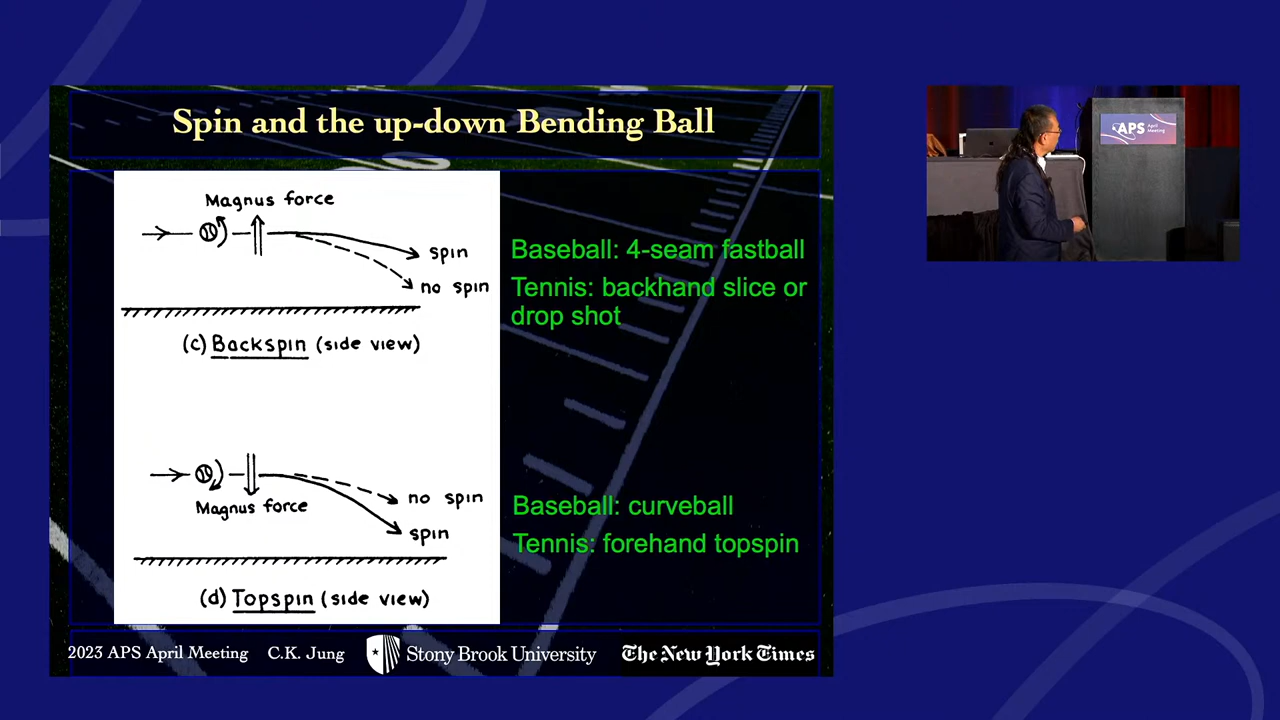 Spin and the up-down Bending Ball
Magnus force
spin
no spin
(c) Backspin (side view)
Baseball: 4-seam fastball
Tennis: backhand slice or
drop shot
no spin
Magnus force
spin
(d) Topspin (side view)
Baseball: curveball
Tennis: forehand topspin
2023 APS April Meeting C.K. Jung Stony Brook University The New York Times
APS April
Meeting